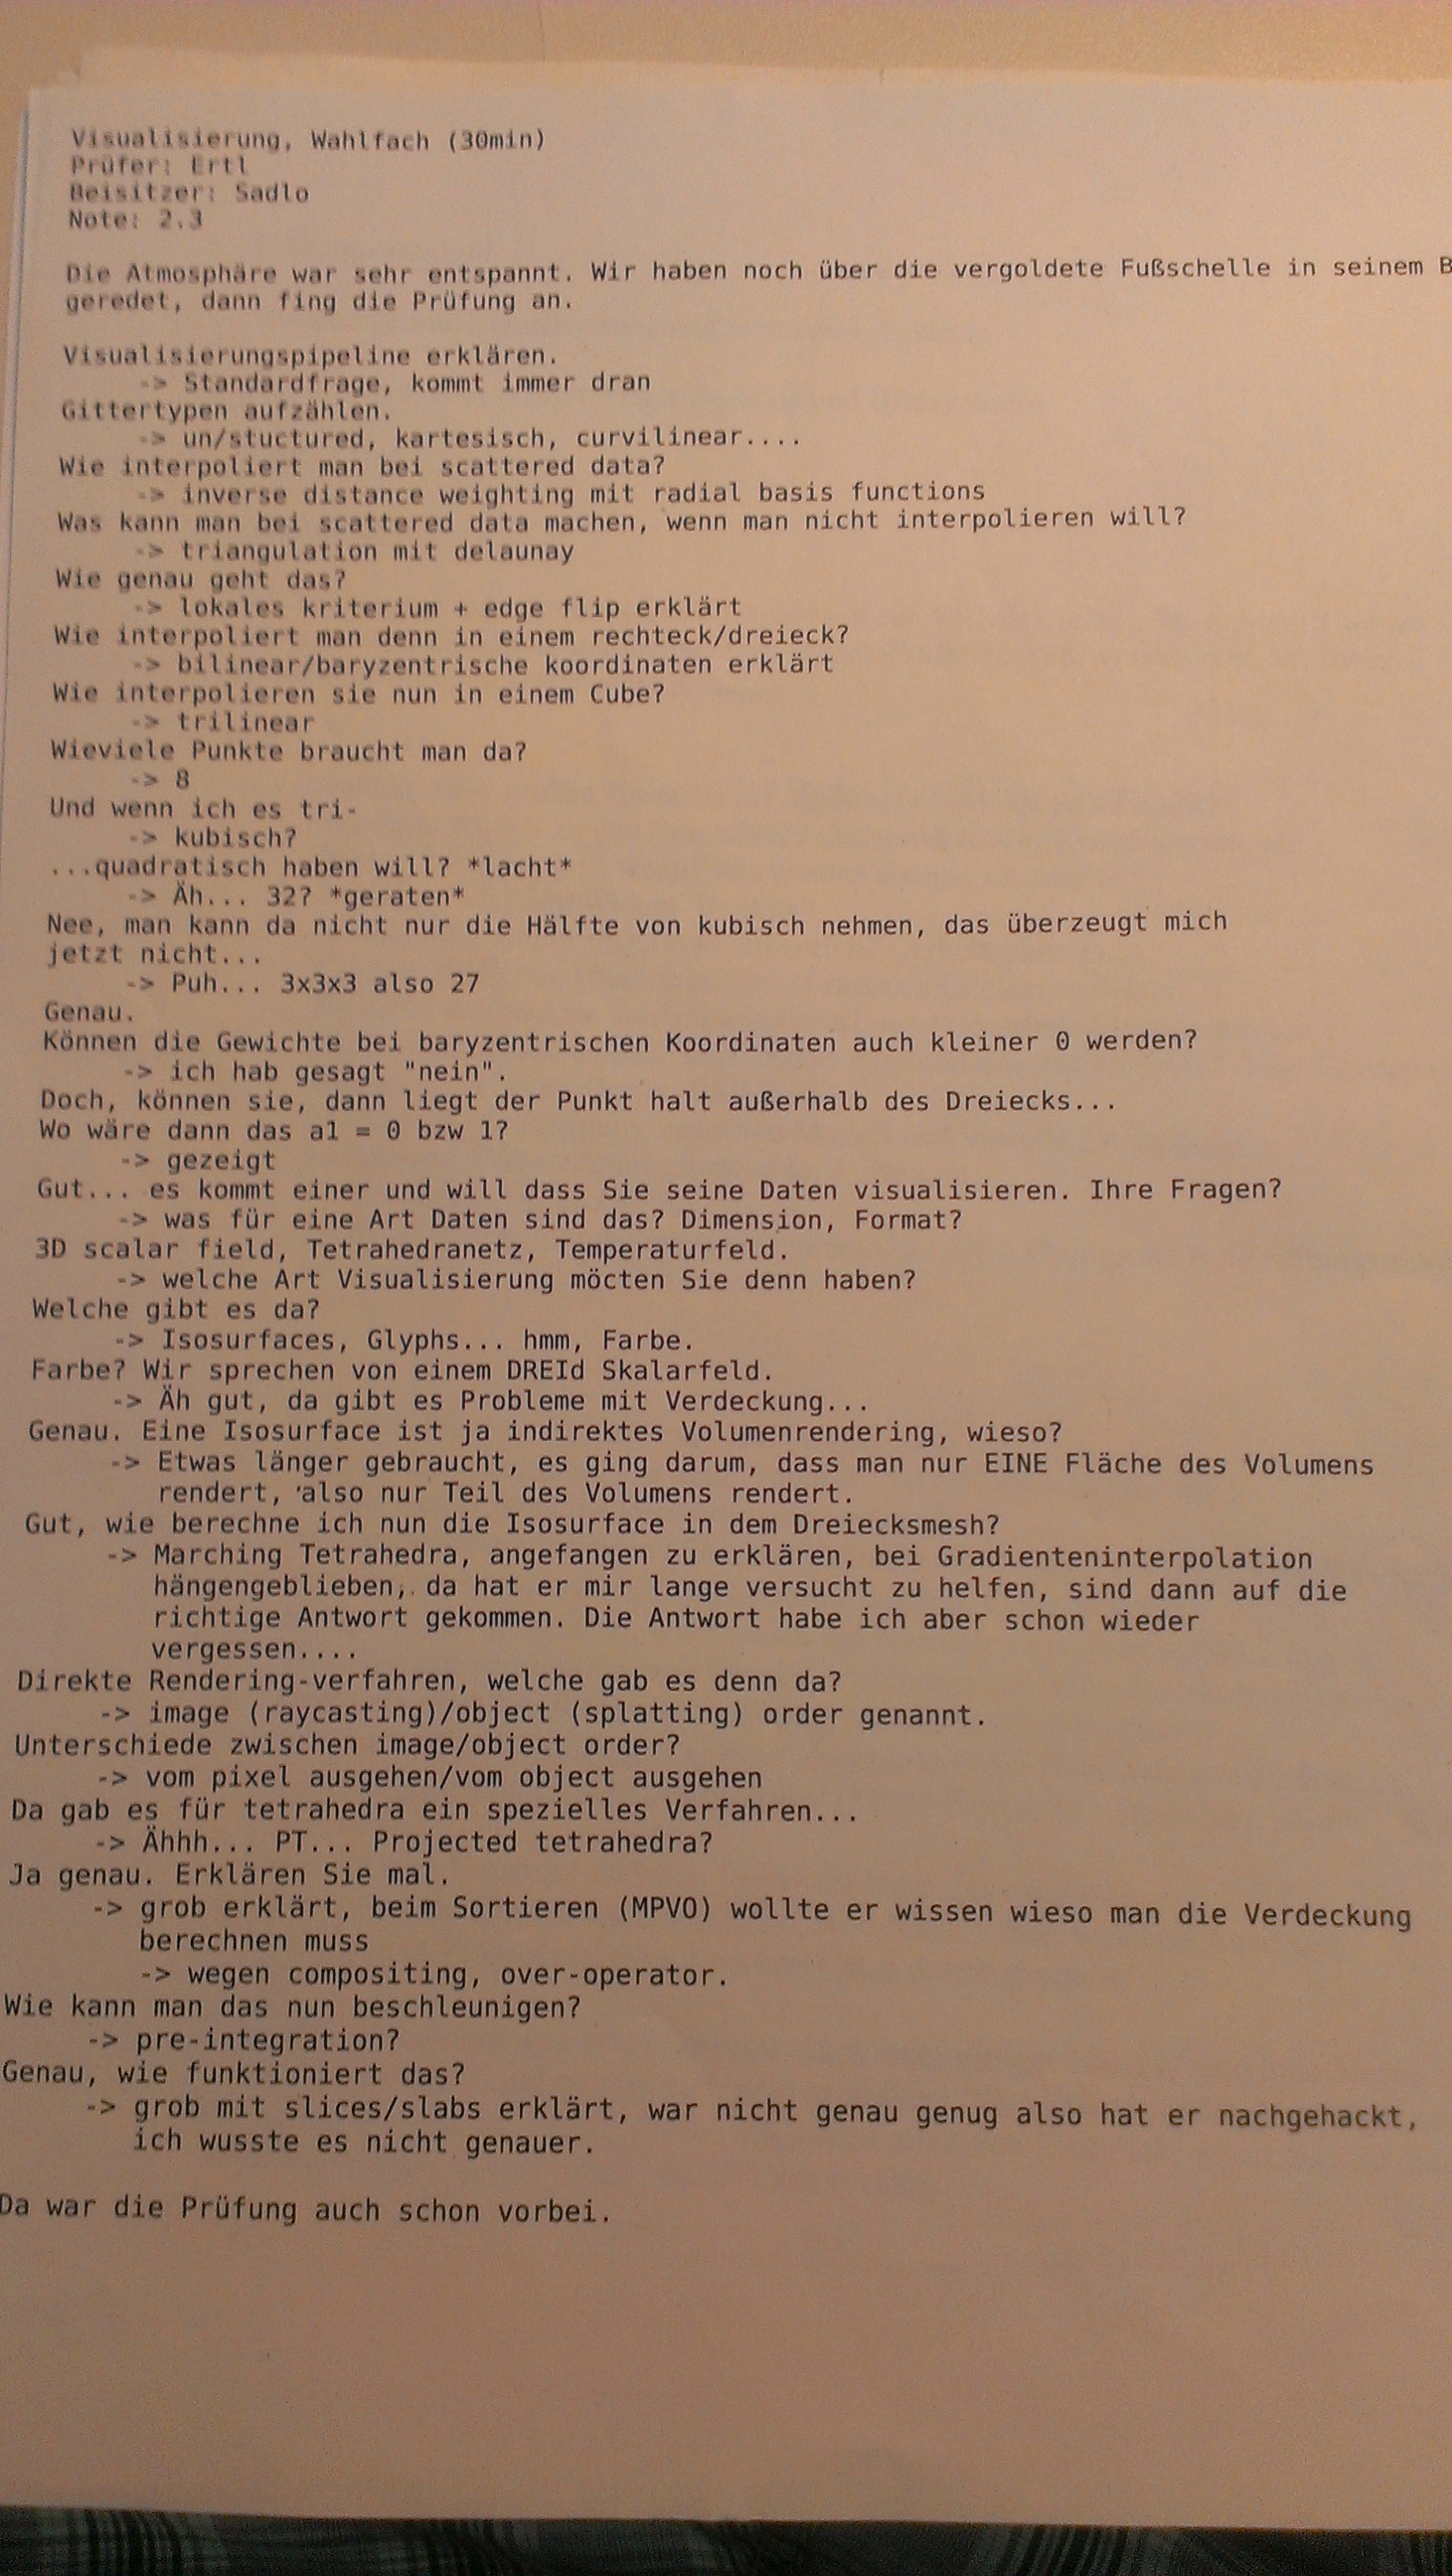 Visualisierung, Wahlfach (30min)
Prüfer: Ertl
Beisitzer: Sadlo
Note: 2.3
Die Atmosphäre war sehr entspannt. Wir haben noch über die vergoldete Fußschelle in seinem B
geredet, dann fing die Prüfung an.
Visualisierungspipeline erklären.
-> Standardfrage, kommt immer dran
Gittertypen aufzählen.
-> un/stuctured, kartesisch, curvilinear....
Wie interpoliert man bei scattered data?
-> inverse distance weighting mit radial basis functions
Was kann man bei scattered data machen, wenn man nicht interpolieren will?
-> triangulation mit delaunay
Wie genau geht das?
-> lokales kriterium + edge flip erklärt
Wie interpoliert man denn in einem rechteck/dreieck?
-> bilinear/baryzentrische koordinaten erklärt
Wie interpolieren sie nun in einem Cube?
-> trilinear
Wieviele Punkte braucht man da?
-> 8
Und wenn ich es tri-
-> kubisch?
...quadratisch haben will? *lacht*
-> Äh... 32? *geraten*
Nee, man kann da nicht nur die Hälfte von kubisch nehmen, das überzeugt mich
jetzt nicht...
-> Puh... 3x3x3 also 27
Genau.
Können die Gewichte bei baryzentrischen Koordinaten auch kleiner 0 werden?
-> ich hab gesagt "nein".
Doch, können sie, dann liegt der Punkt halt außerhalb des Dreiecks...
Wo wäre dann das a1 = 0 bzw 1?
-> gezeigt
Gut... es kommt einer und will dass Sie seine Daten visualisieren. Ihre Fragen?
-> was für eine Art Daten sind das? Dimension, Format?
3D scalar field, Tetrahedranetz, Temperaturfeld.
-> welche Art Visualisierung möcten Sie denn haben?
Welche gibt es da?
-> Isosurfaces, Glyphs... hmm, Farbe.
Farbe? Wir sprechen von einem DREId Skalarfeld.
-> Äh gut, da gibt es Probleme mit Verdeckung...
Genau. Eine Isosurface ist ja indirektes Volumenrendering, wieso?
-> Etwas länger gebraucht, es ging darum, dass man nur EINE Fläche des Volumens
rendert, also nur Teil des Volumens rendert.
Gut, wie berechne ich nun die Isosurface in dem Dreiecksmesh?
-> Marching Tetrahedra, angefangen zu erklären, bei Gradienteninterpolation
hängengeblieben, da hat er mir lange versucht zu helfen, sind dann auf die
richtige Antwort gekommen. Die Antwort habe ich aber schon wieder
vergessen....
Direkte Rendering-verfahren, welche gab es denn da?
-> image (raycasting)/object (splatting) order genannt.
Unterschiede zwischen image/object order?
-> vom pixel ausgehen/vom object ausgehen
Da gab es für tetrahedra ein spezielles Verfahren...
-> Ähhh... PT... Projected tetrahedra?
Ja genau. Erklären Sie mal.
-> grob erklärt, beim Sortieren (MPVO) wollte er wissen wieso man die Verdeckung
berechnen muss
-> wegen compositing, over-operator.
Wie kann man das nun beschleunigen?
-> pre-integration?
Genau, wie funktioniert das?
-> grob mit slices/slabs erklärt, war nicht genau genug also hat er nachgehackt,
ich wusste es nicht genauer.
Da war die Prüfung auch schon vorbei.